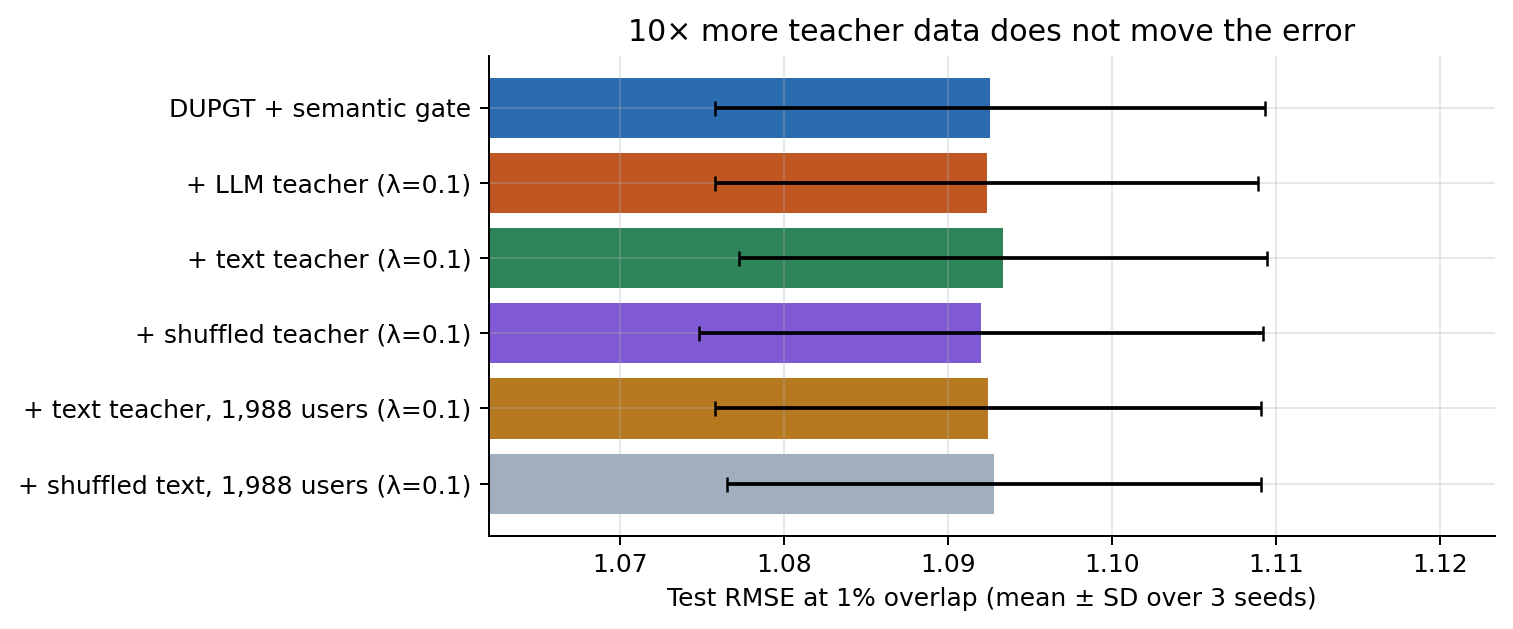 10× more teacher data does not move the error
DUPGT + semantic gate
+ LLM teacher (λ=0.1)
+ text teacher (λ=0.1)
+ shuffled teacher (λ=0.1)
+ text teacher, 1,988 users (λ=0.1)
+ shuffled text, 1,988 users (λ=0.1)
1.07 1.08 1.09 1.10 1.11 1.12
Test RMSE at 1% overlap (mean ± SD over 3 seeds)